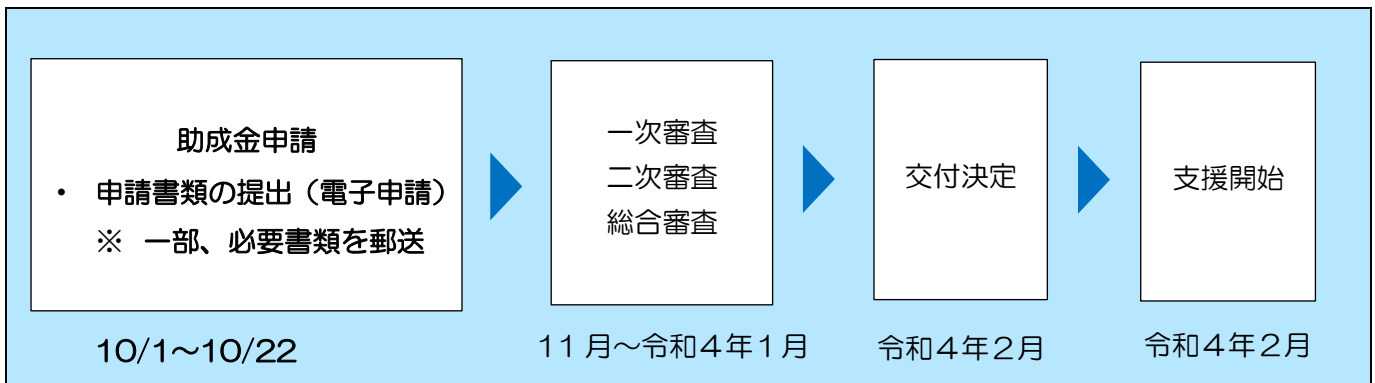 助成金申請
・ 申請書類の提出（電子申請）
※ 一部、必要書類を郵送
10/1～10/22
一次審査
二次審査
総合審査
11月～令和４年１月
交付決定
令和４年２月
支援開始
令和４年２月